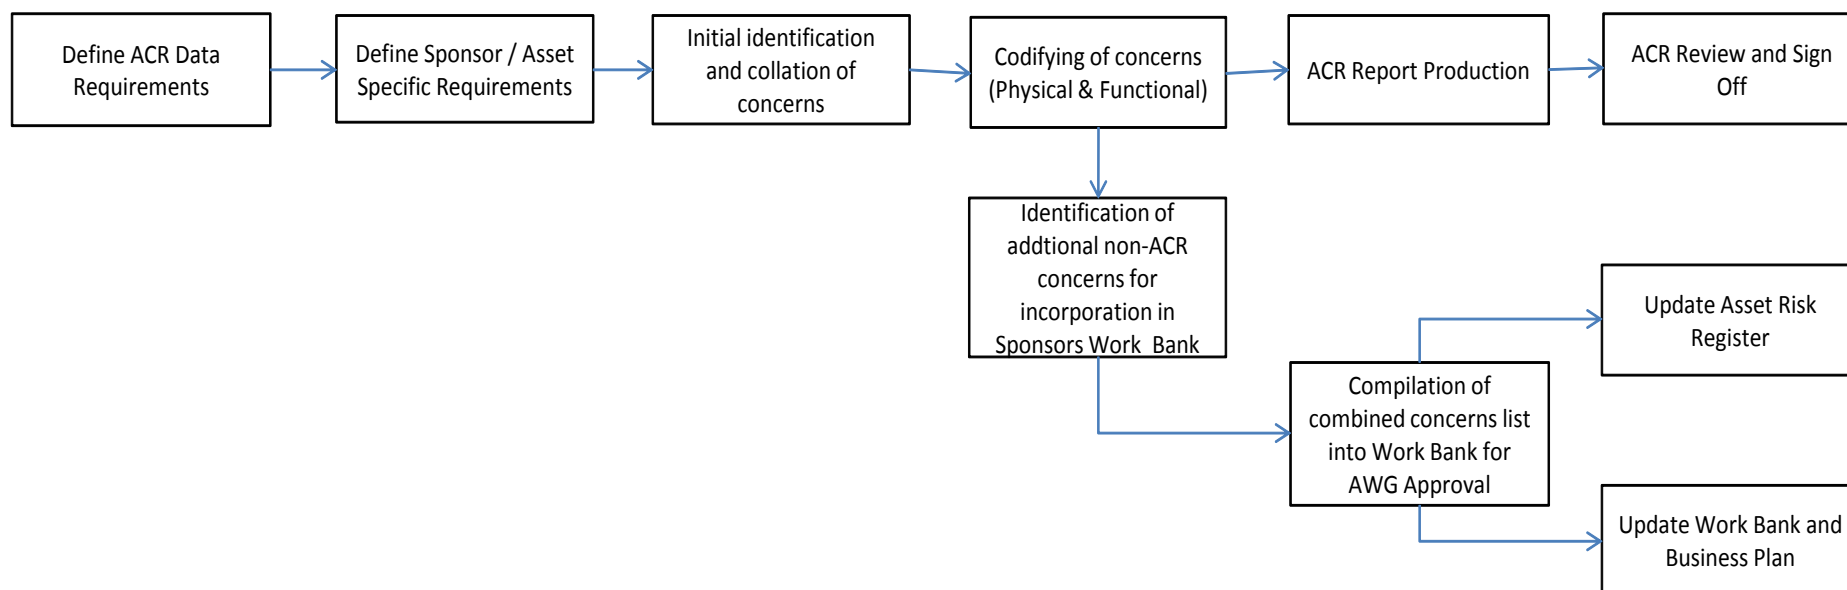 Define ACR Data
Requirements
Define Sponsor / Asset
Specific Requirements
Initial identification
and collation of
concerns
Codifying of concerns
(Physical & Functional)
ACR Report Production
ACR Review and Sign
Off
Identification of
addtional non-ACR
concerns for
incorporation in
Sponsors Work Bank
Update Asset Risk
Register
Compilation of
combined concerns list
into Work Bank for
AWG Approval
Update Work Bank and
Business Plan